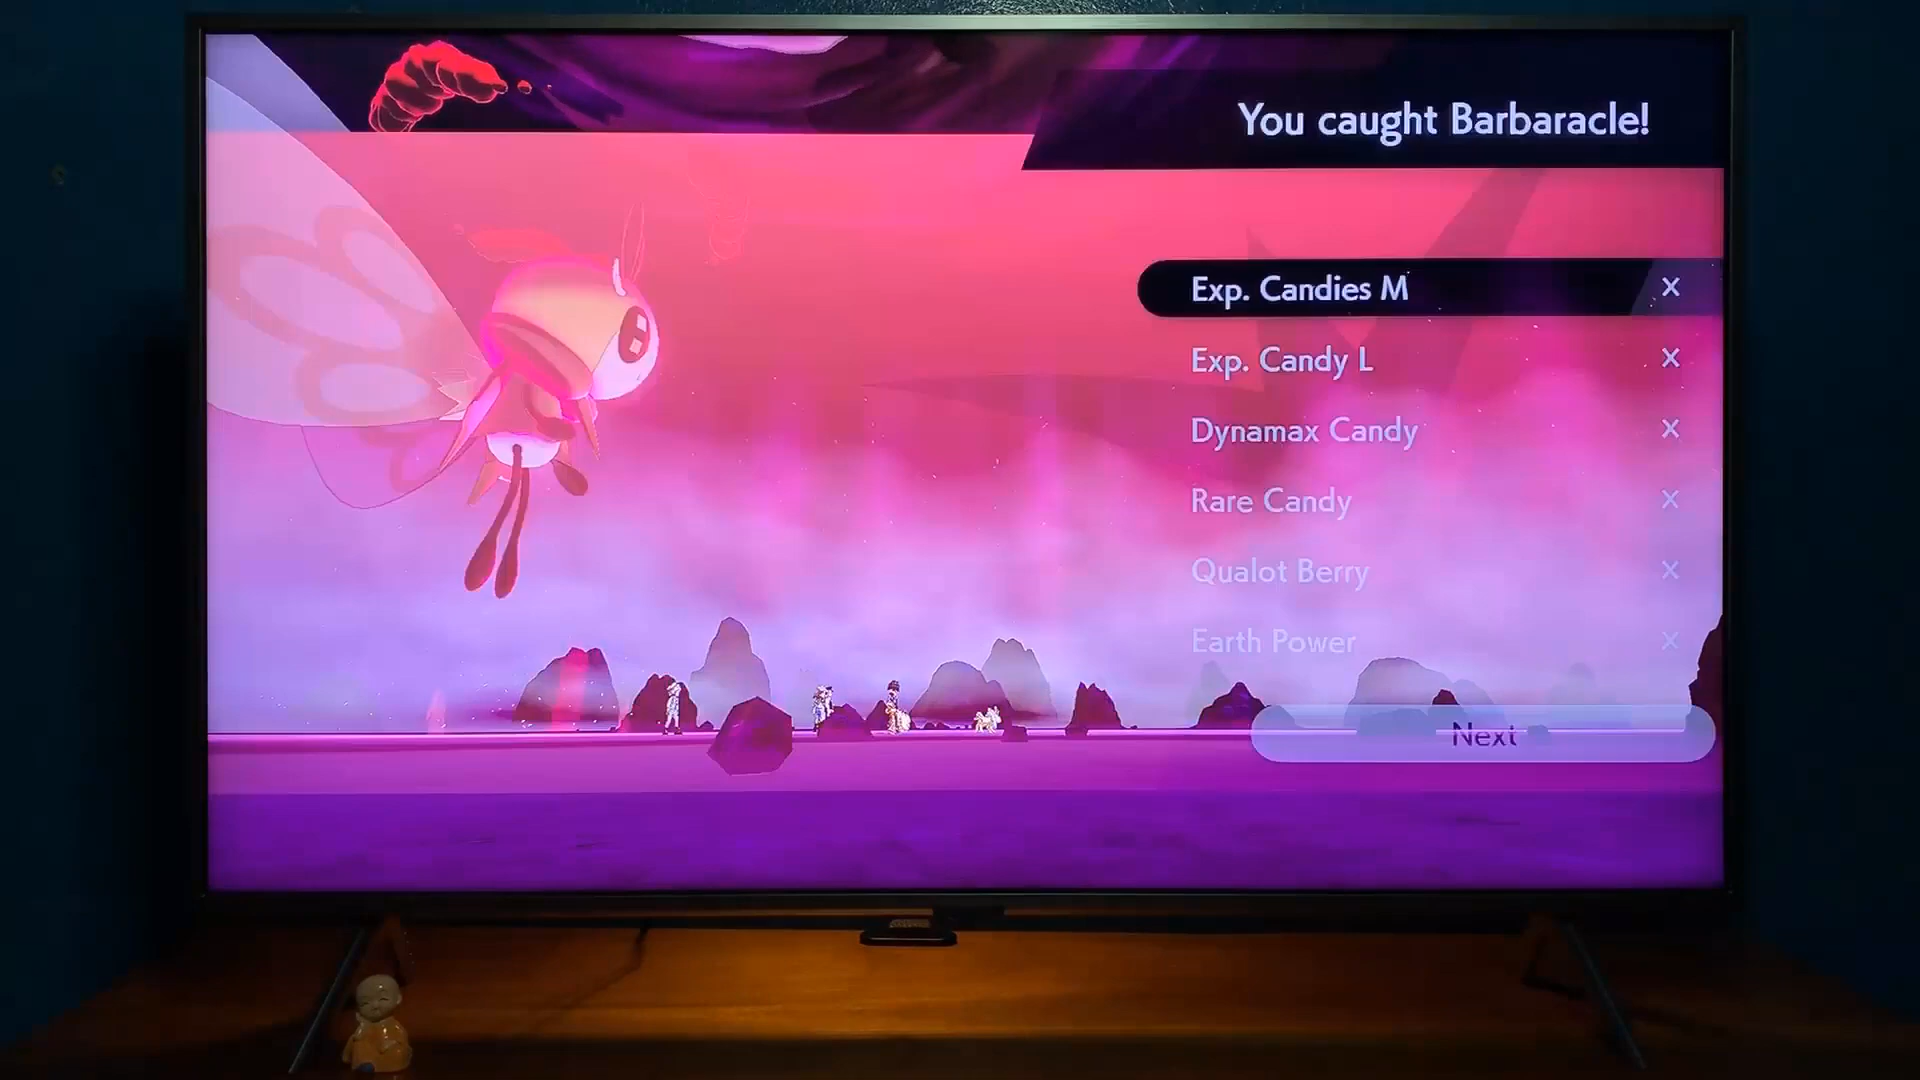 You caught Barbaracle!
Exp. Candies M ×
Exp. Candy L ×
Dynamax Candy ×
Rare Candy ×
Qualot Berry ×
Earth Power ×
Next